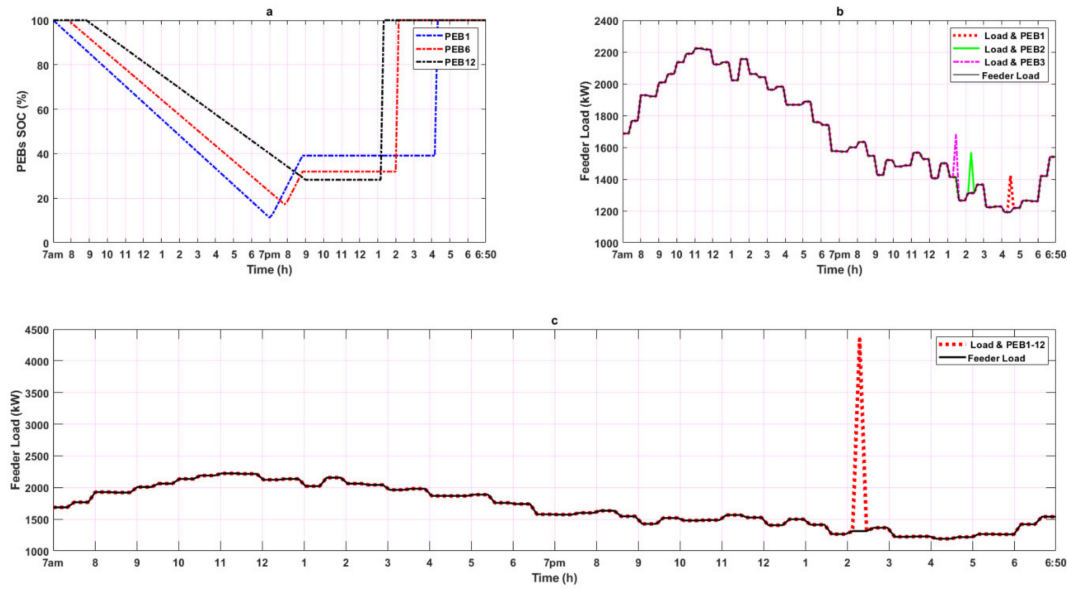 a
PEBs SOC (%)
100
80
60
40
20
0
PEB1
PEB6
PEB12
7am 8 9 10 11 12 1 2 3 4 5 6 7pm 8 9 10 11 12 1 2 3 4 5 6 6:50
Time (h)
b
Feeder Load (kW)
2400
2200
2000
1800
1600
1400
1200
1000
Load & PEB1
Load & PEB2
Load & PEB3
Feeder Load
7am 8 9 10 11 12 1 2 3 4 5 6 7pm 8 9 10 11 12 1 2 3 4 5 6 6:50
Time (h)
c
Feeder Load (kW)
4500
4000
3500
3000
2500
2000
1500
1000
Load & PEB1-12
Feeder Load
7am 8 9 10 11 12 1 2 3 4 5 6 7pm 8 9 10 11 12 1 2 3 4 5 6 6:50
Time (h)